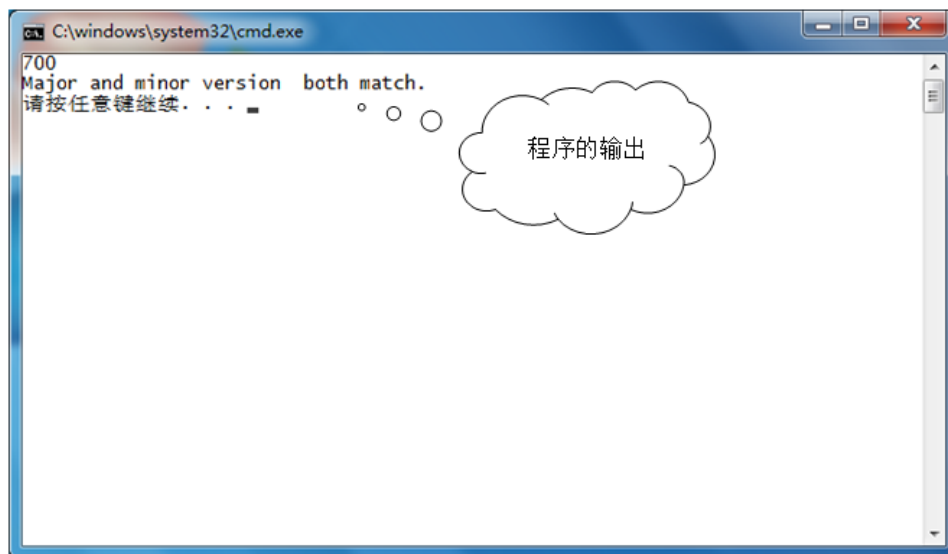 C:\windows\system32\cmd.exe
700
Major and minor version  both match.
请按任意键继续. . .
程序的输出